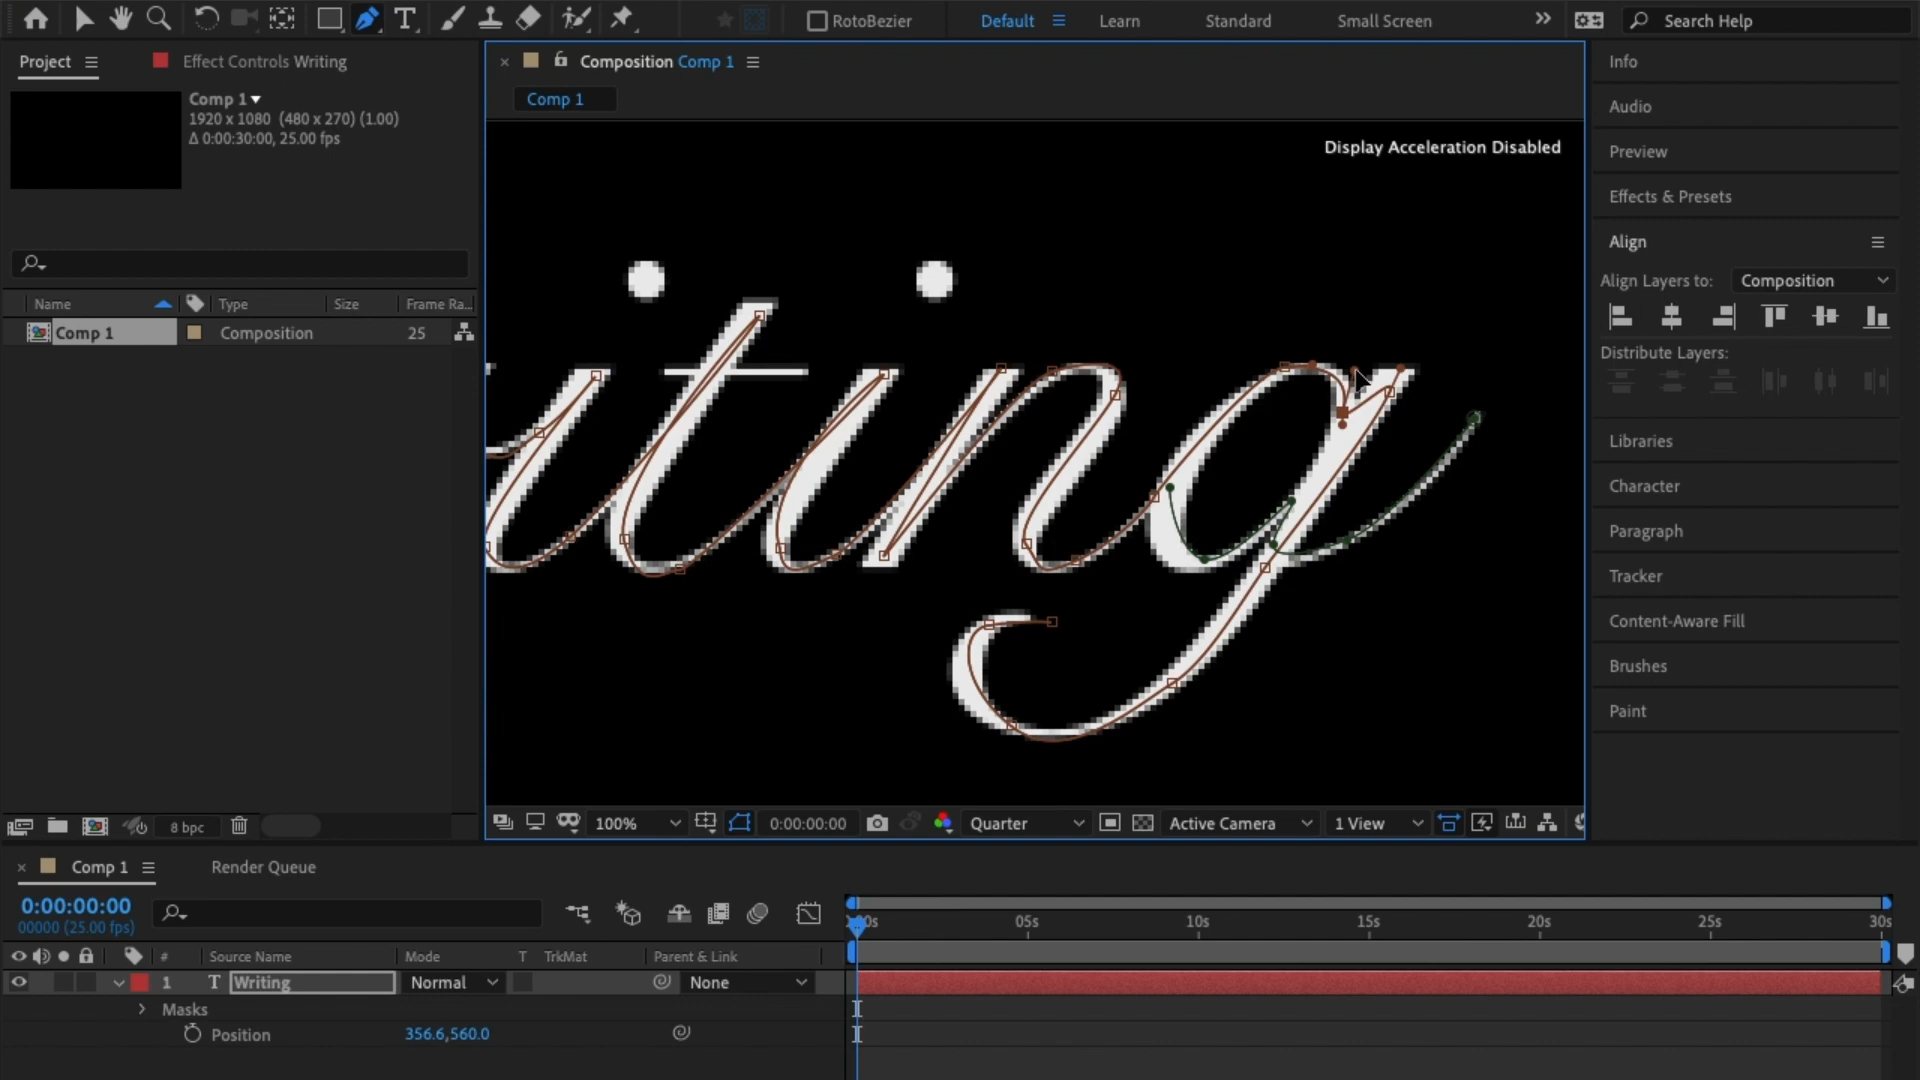 RotoBezier
Default
Learn
Standard
Small Screen
Search Help
Project
Effect Controls Writing
Comp 1
1920 x 1080 (480 x 270) (1.00)
Δ 0:00:30:00, 25.00 fps
Name
Type
Size
Frame Ra...
Comp 1
Composition
25
8 bpc
Composition Comp 1
Comp 1
Display Acceleration Disabled
riting
100%
0:00:00:00
Quarter
Active Camera
1 View
Info
Audio
Preview
Effects & Presets
Align
Align Layers to:
Composition
Distribute Layers:
Libraries
Character
Paragraph
Tracker
Content-Aware Fill
Brushes
Paint
Comp 1
Render Queue
0:00:00:00
00000 (25.00 fps)
05s
10s
15s
20s
25s
30s
#
Source Name
Mode
T
TrkMat
Parent & Link
1
T
Writing
Normal
None
Masks
Position
356.6,560.0